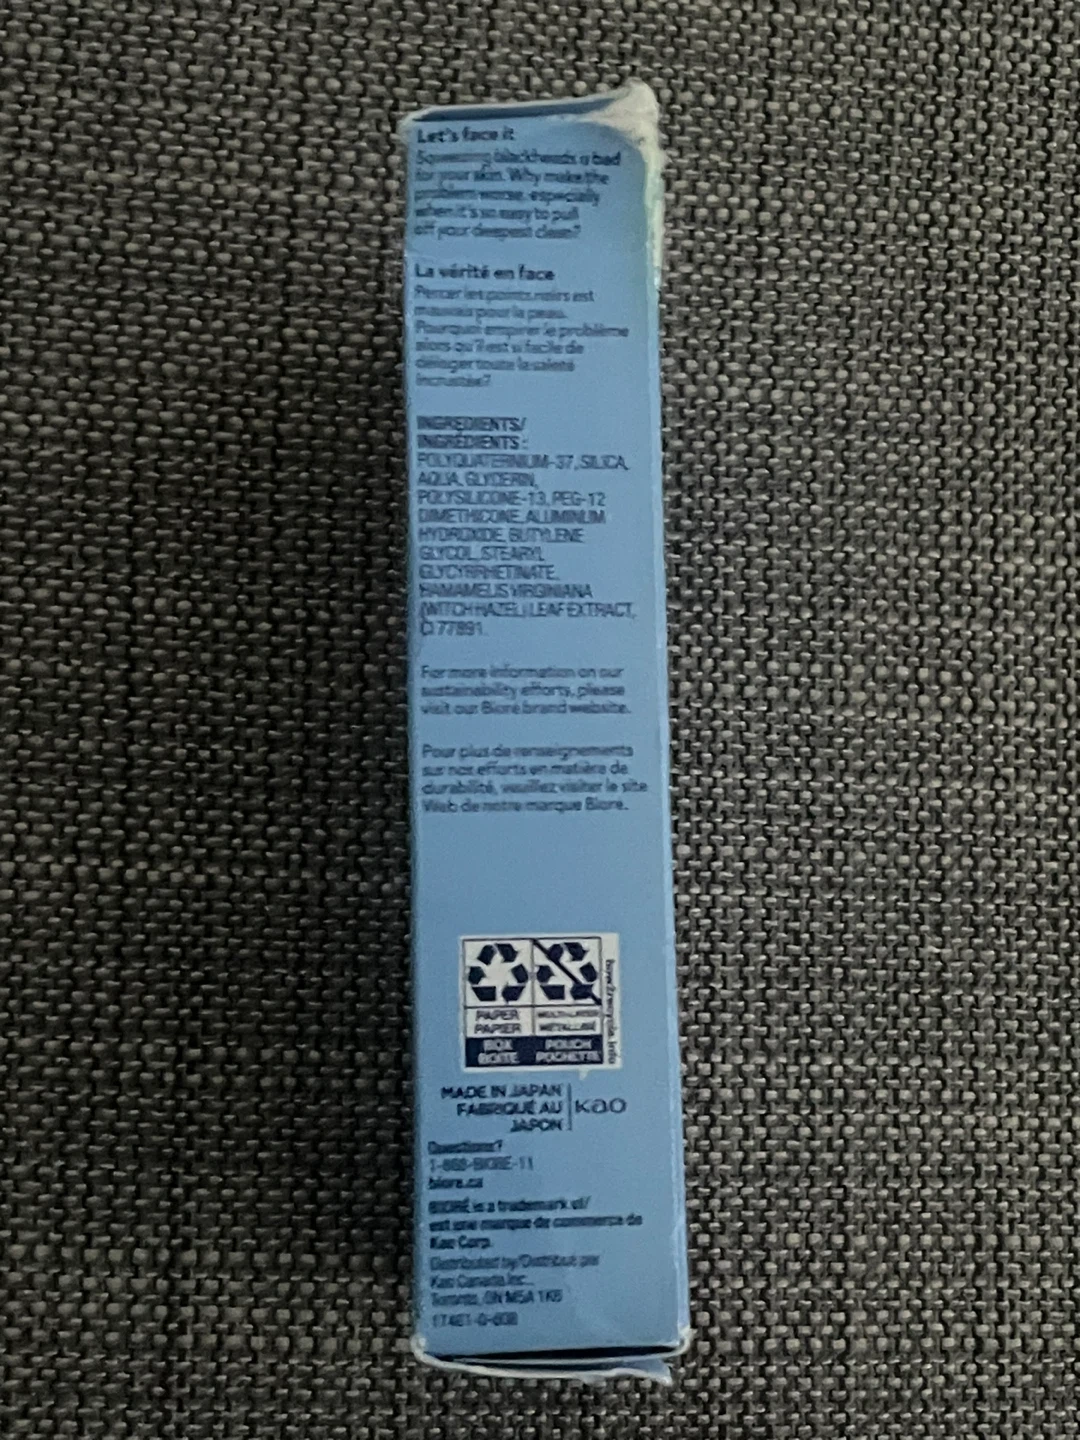 Let's face it
Squeezing blackheads is bad
for your skin. Why make the
problem worse, especially
when it's so easy to pull
off your deepest clean?
La vérité en face
Percer les points noirs est
mauvais pour la peau.
Pourquoi empirer le problème
alors qu'il est si facile de
déloger toute la saleté
incrustée?
INGREDIENTS/
INGRÉDIENTS :
POLYQUATERNIUM-37, SILICA,
AQUA, GLYCERIN,
POLYSILICONE-13, PEG-12
DIMETHICONE, ALUMINUM
HYDROXIDE, BUTYLENE
GLYCOL, STEARYL
GLYCYRRHETINATE,
HAMAMELIS VIRGINIANA
(WITCH HAZEL) LEAF EXTRACT,
CI 77891.
For more information on our
sustainability efforts, please
visit our Bioré brand website.
Pour plus de renseignements
sur nos efforts en matière de
durabilité, veuillez visiter le site
Web de notre marque Bioré.
PAPER
PAPIER
BOX
BOÎTE
MULTI-LAYER
MÉTALLISÉ
POUCH
POCHETTE
how2recycle.info
MADE IN JAPAN
FABRIQUÉ AU
JAPON
Kao
Questions?
1-888-BIORE-11
biore.ca
BIORÉ is a trademark of/
est une marque de commerce de
Kao Corp.
Distributed by/Distribué par
Kao Canada Inc.,
Toronto, ON M5A 1K6